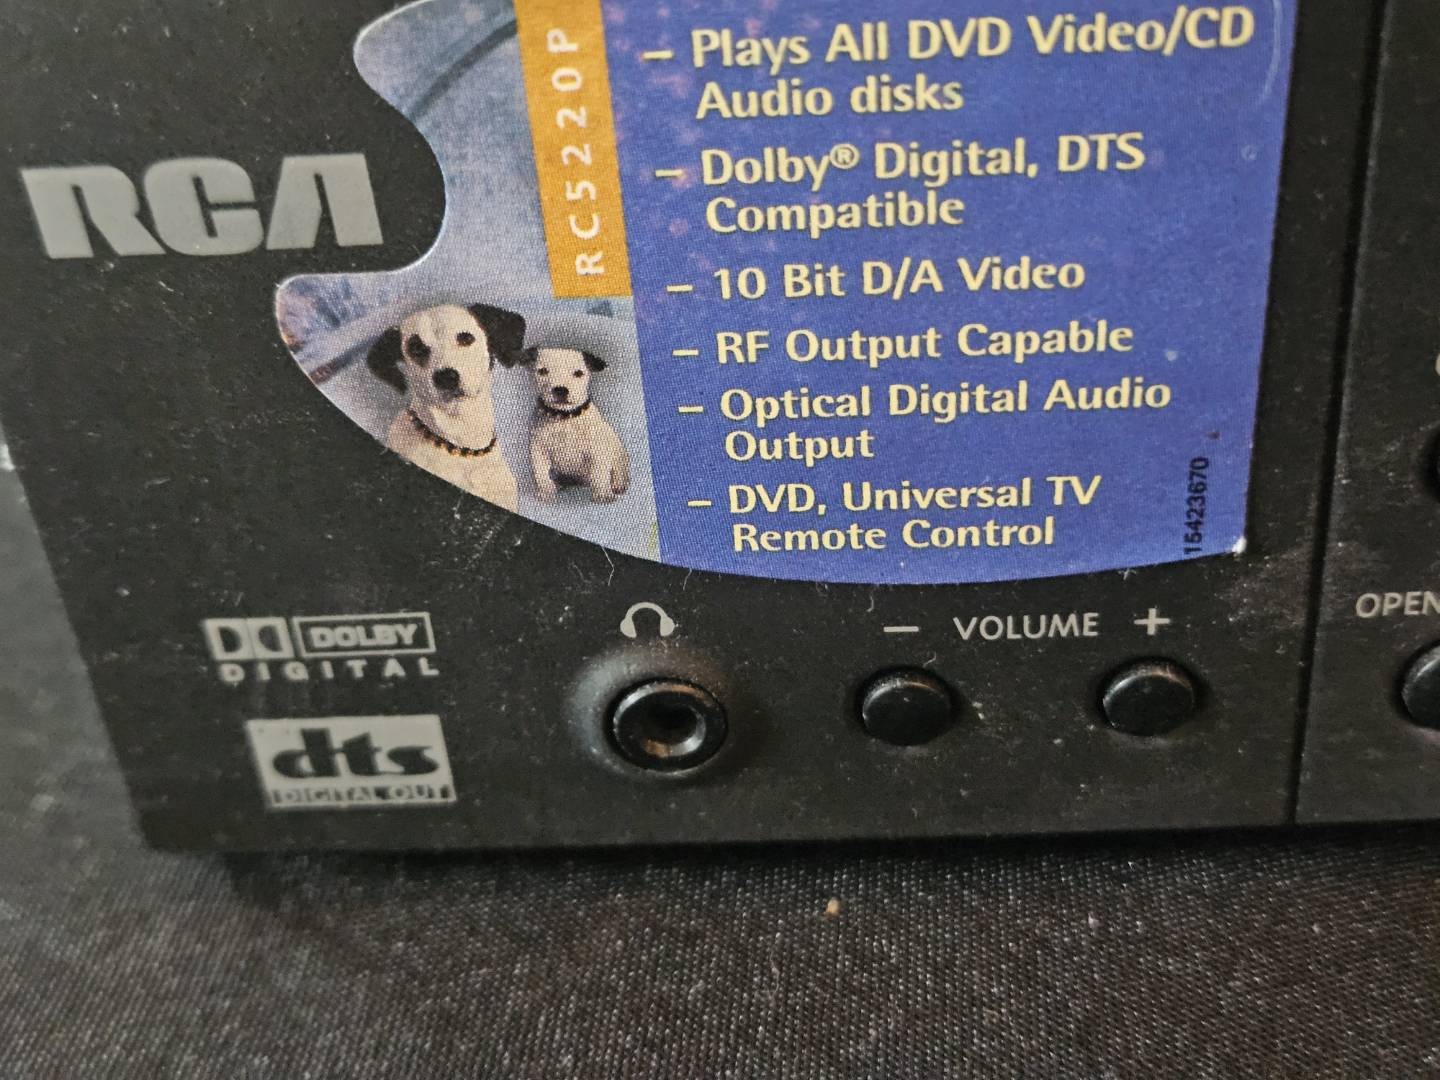 RCA
RC5220P
– Plays All DVD Video/CD
Audio disks
– Dolby® Digital, DTS
Compatible
– 10 Bit D/A Video
– RF Output Capable
– Optical Digital Audio
Output
– DVD, Universal TV
Remote Control
15423670
DOLBY
DIGITAL
dts
DIGITAL OUT
– VOLUME +
OPEN